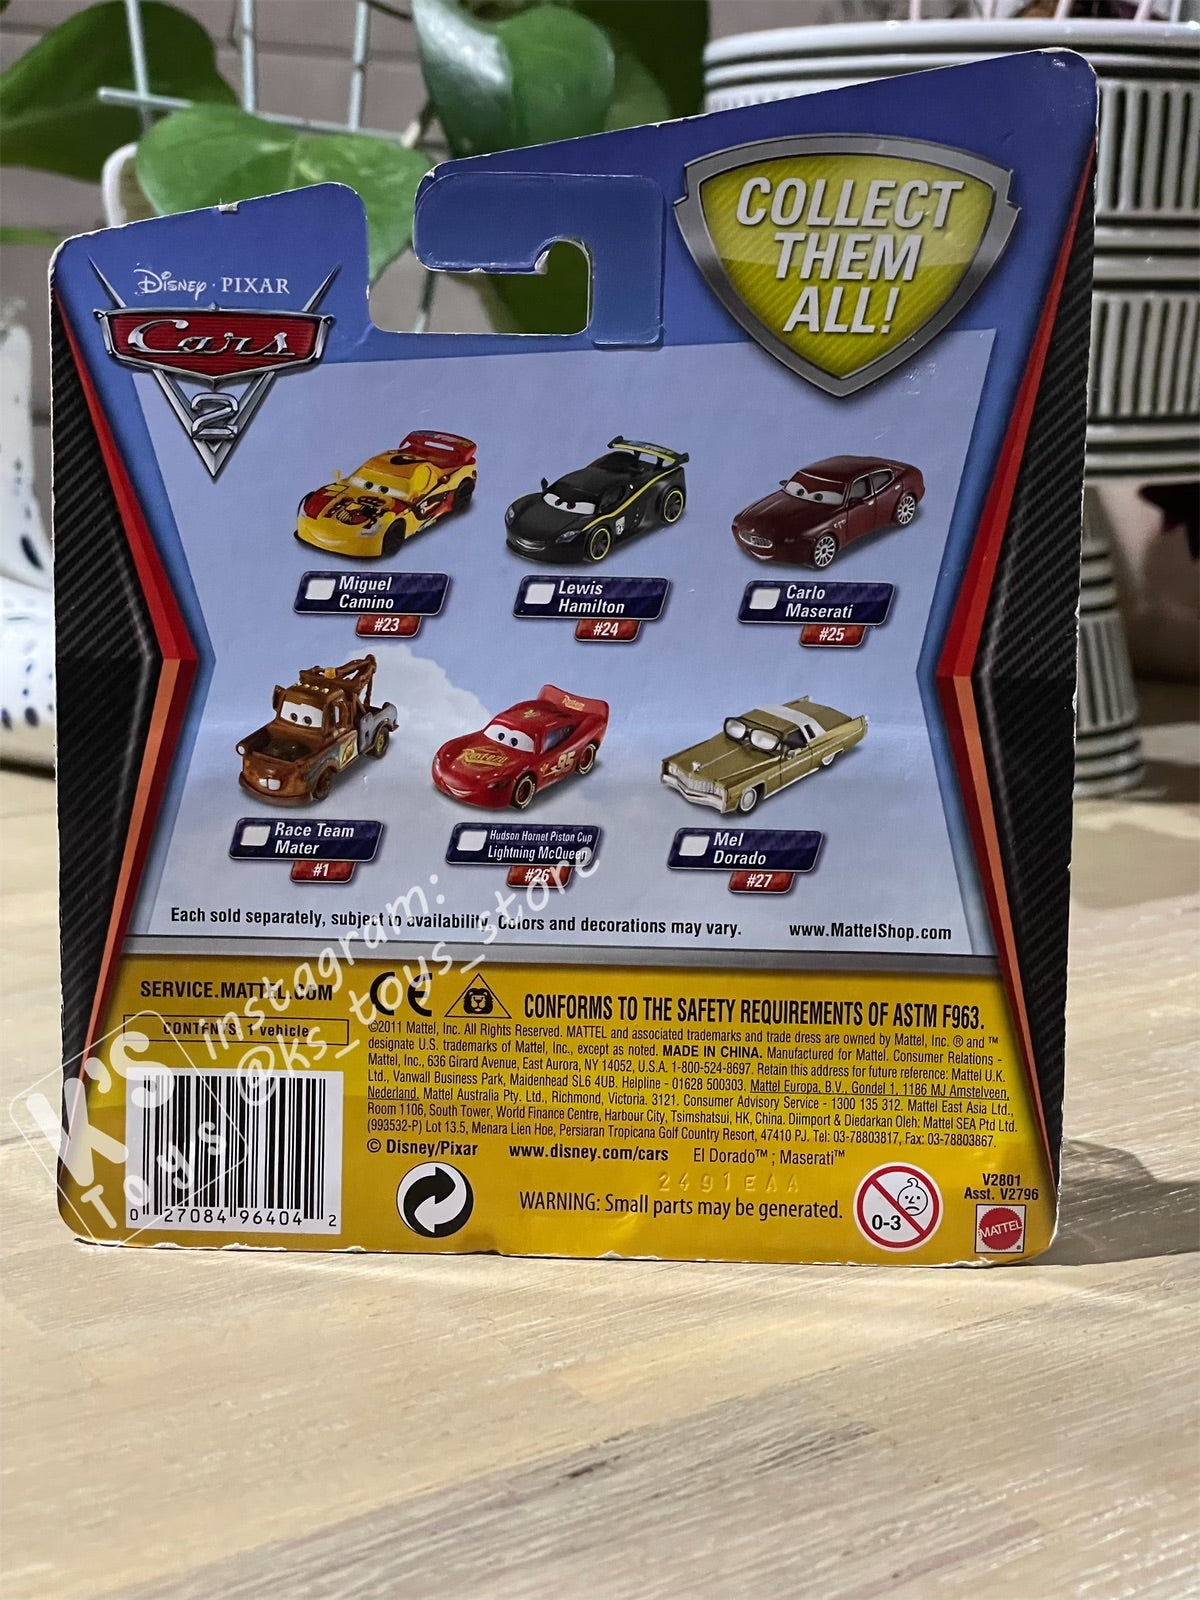 COLLECT
THEM
ALL!
Disney · PIXAR
Cars
2
Miguel
Camino
#23
Lewis
Hamilton
#24
Carlo
Maserati
#25
Race Team
Mater
#1
Hudson Hornet Piston Cup
Lightning McQueen
#26
Mel
Dorado
#27
Each sold separately, subject to availability. Colors and decorations may vary.
www.MattelShop.com
SERVICE.MATTEL.COM
CE
CONFORMS TO THE SAFETY REQUIREMENTS OF ASTM F963.
CONTENTS: 1 vehicle
©2011 Mattel, Inc. All Rights Reserved. MATTEL and associated trademarks and trade dress are owned by Mattel, Inc. ® and ™
designate U.S. trademarks of Mattel, Inc., except as noted. MADE IN CHINA. Manufactured for Mattel. Consumer Relations -
Mattel, Inc., 636 Girard Avenue, East Aurora, NY 14052, U.S.A. 1-800-524-8697. Retain this address for future reference: Mattel U.K.
Ltd., Vanwall Business Park, Maidenhead SL6 4UB. Helpline - 01628 500303. Mattel Europa, B.V., Gondel 1, 1186 MJ Amstelveen,
Nederland. Mattel Australia Pty. Ltd., Richmond, Victoria. 3121. Consumer Advisory Service - 1300 135 312. Mattel East Asia Ltd.,
Room 1106, South Tower, World Finance Centre, Harbour City, Tsimshatsui, HK, China. Diimport & Diedarkan Oleh: Mattel SEA Ptd Ltd.
(993532-P) Lot 13.5, Menara Lien Hoe, Persiaran Tropicana Golf Country Resort, 47410 PJ. Tel: 03-78803817, Fax: 03-78803867.
© Disney/Pixar
www.disney.com/cars
El Dorado™ ; Maserati™
2491EAA
WARNING: Small parts may be generated.
0-3
V2801
Asst. V2796
MATTEL
0 27084 96404 2
K'S
Toys
instagram:
@ks_toys_store